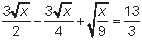 3√x/2 − 3√x/4 + √(x/9) = 13/3